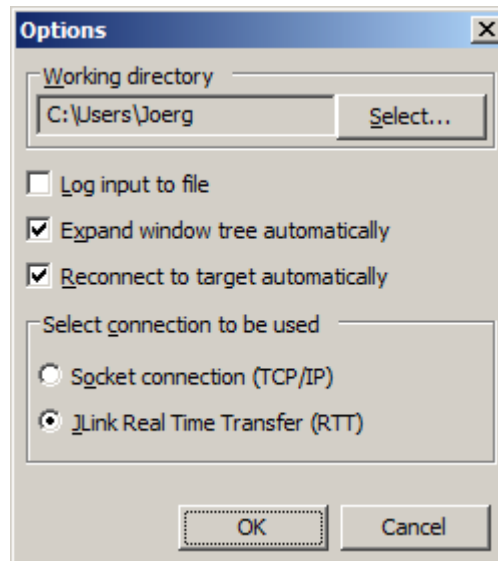 Options
Working directory
C:\Users\Joerg
Select...
Log input to file
Expand window tree automatically
Reconnect to target automatically
Select connection to be used
Socket connection (TCP/IP)
JLink Real Time Transfer (RTT)
OK
Cancel